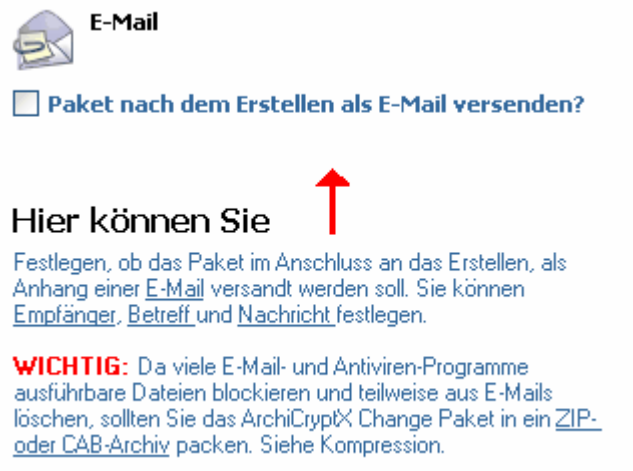 E-Mail
Paket nach dem Erstellen als E-Mail versenden?
Hier können Sie
Festlegen, ob das Paket im Anschluss an das Erstellen, als
Anhang einer E-Mail versandt werden soll. Sie können
Empfänger, Betreff und Nachricht festlegen.
WICHTIG: Da viele E-Mail- und Antiviren-Programme
ausführbare Dateien blockieren und teilweise aus E-Mails
löschen, sollten Sie das ArchiCryptX Change Paket in ein ZIP-
oder CAB-Archiv packen. Siehe Kompression.